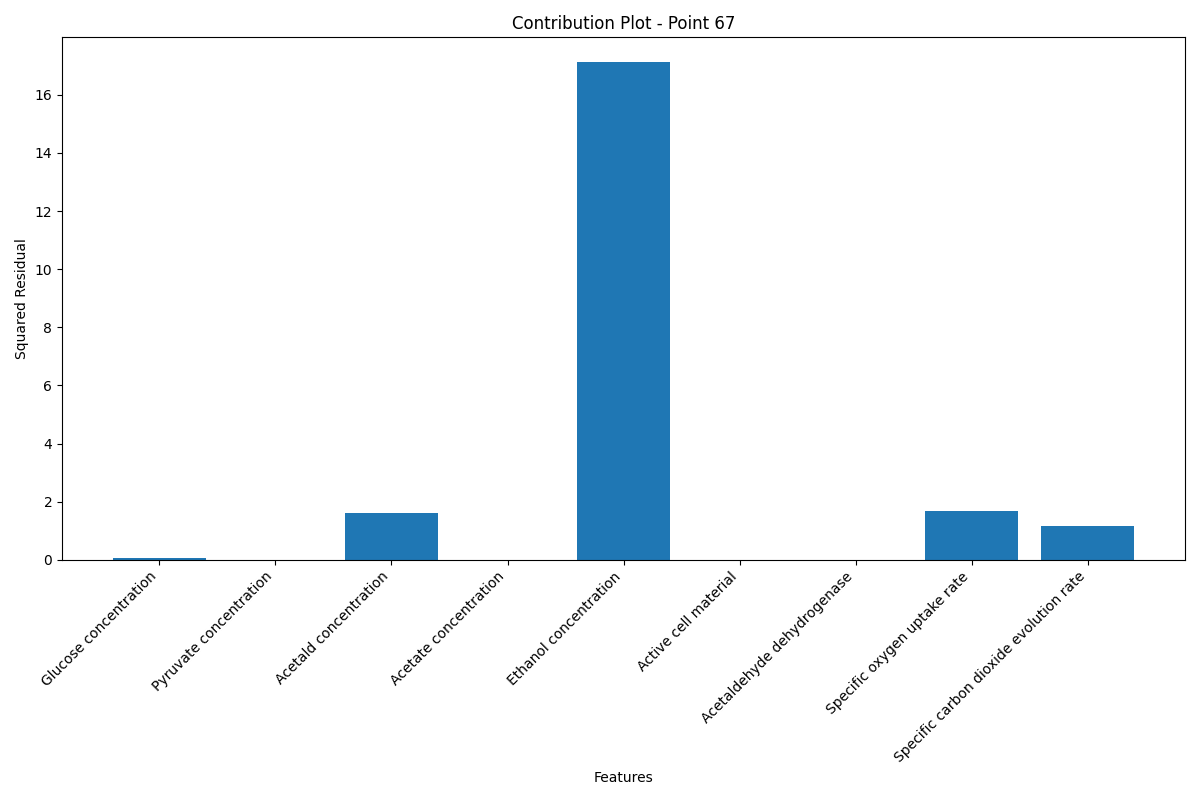 Contribution Plot - Point 67
Squared Residual
16
14
12
10
8
6
4
2
0
Glucose concentration
Pyruvate concentration
Acetald concentration
Acetate concentration
Ethanol concentration
Active cell material
Acetaldehyde dehydrogenase
Specific oxygen uptake rate
Specific carbon dioxide evolution rate
Features